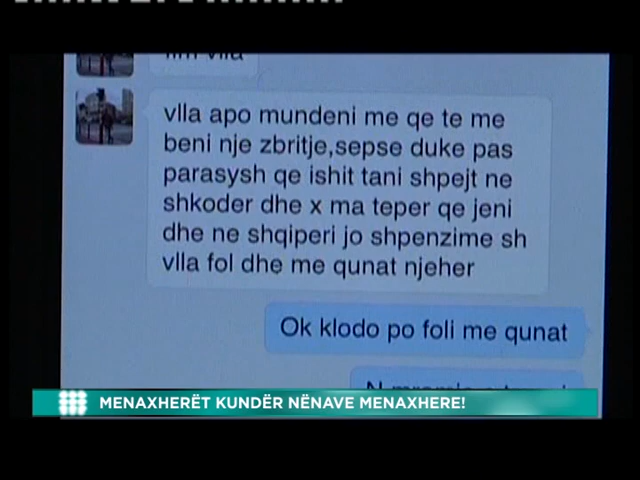 vlla apo mundeni me qe te me
beni nje zbritje,sepse duke pas
parasysh qe ishit tani shpejt ne
shkoder dhe x ma teper qe jeni
dhe ne shqiperi jo shpenzime sh
vlla fol dhe me qunat njeher
Ok klodo po foli me qunat
MENAXHERËT KUNDËR NËNAVE MENAXHERE!